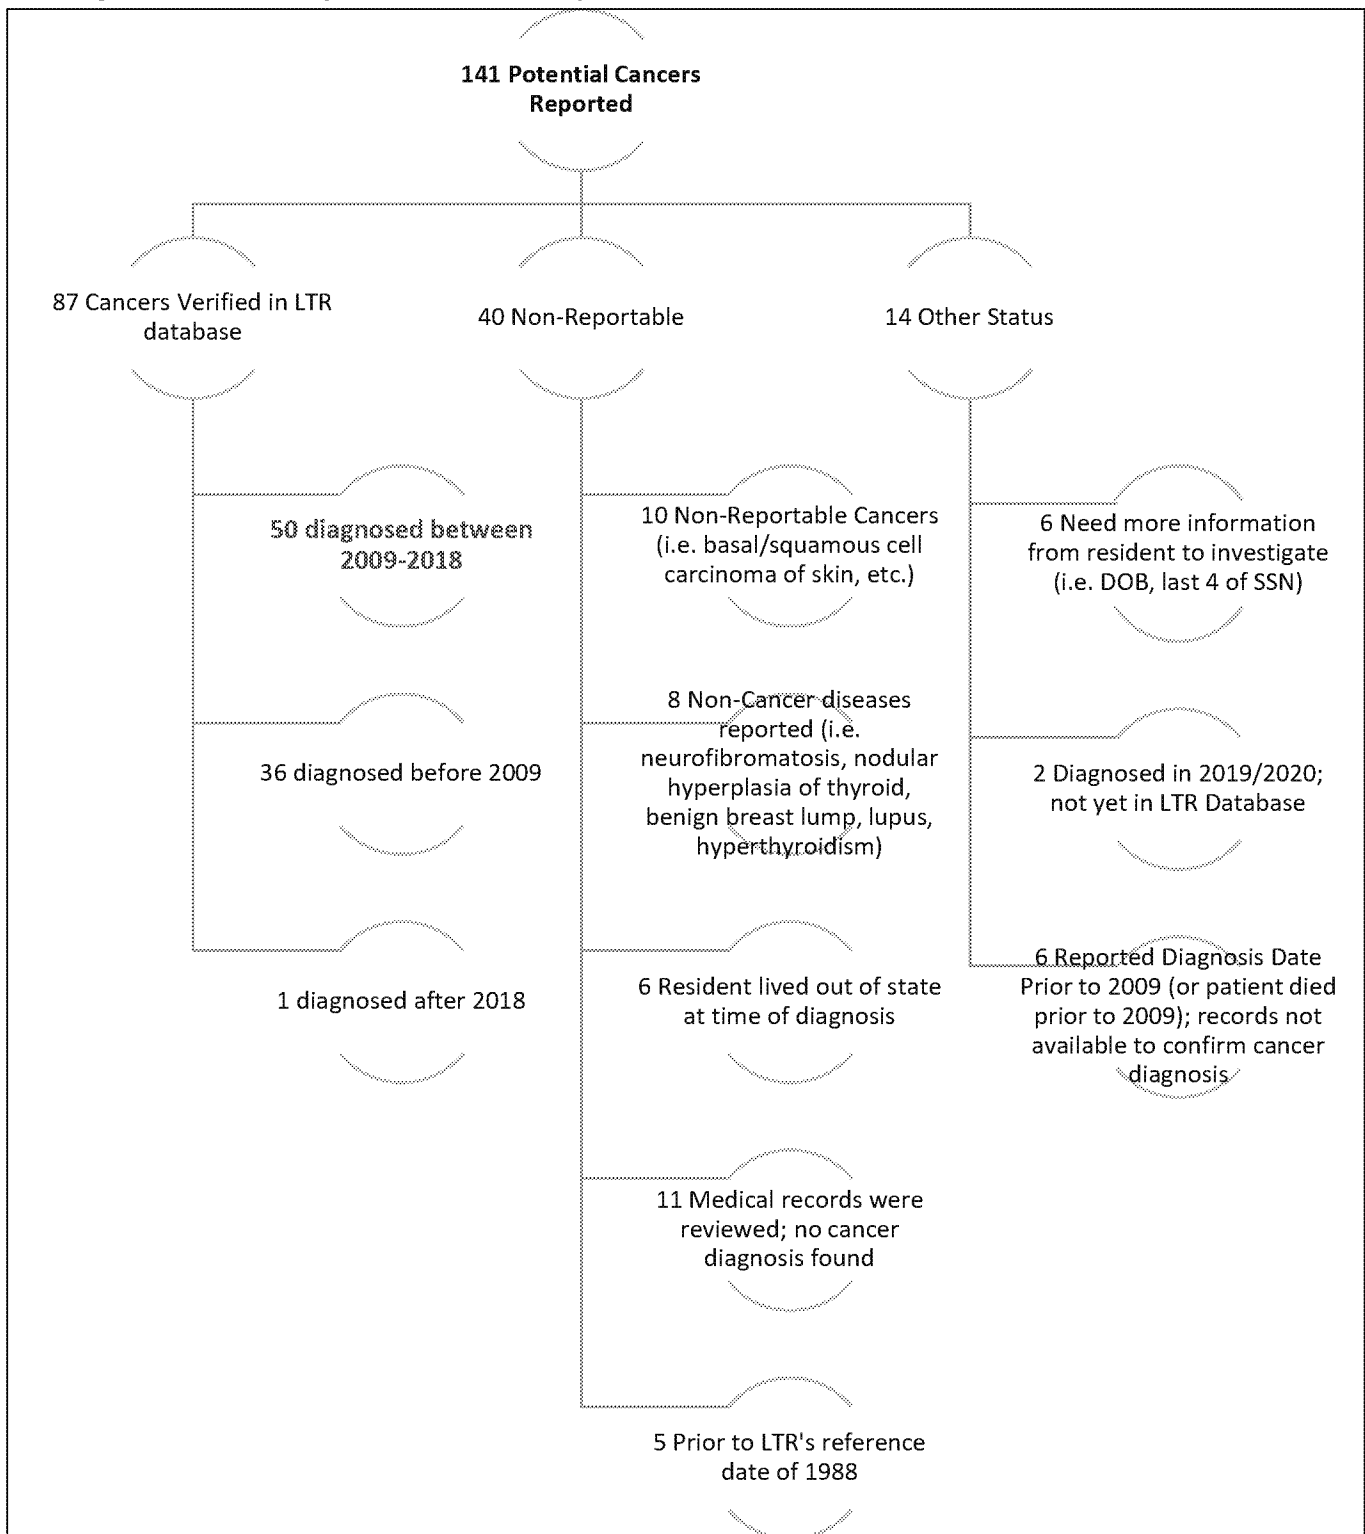 141 Potential Cancers
Reported
87 Cancers Verified in LTR
database
40 Non-Reportable
14 Other Status
50 diagnosed between
2009-2018
10 Non-Reportable Cancers
(i.e. basal/squamous cell
carcinoma of skin, etc.)
6 Need more information
from resident to investigate
(i.e. DOB, last 4 of SSN)
36 diagnosed before 2009
8 Non-Cancer diseases
reported (i.e.
neurofibromatosis, nodular
hyperplasia of thyroid,
benign breast lump, lupus,
hyperthyroidism)
2 Diagnosed in 2019/2020;
not yet in LTR Database
1 diagnosed after 2018
6 Resident lived out of state
at time of diagnosis
6 Reported Diagnosis Date
Prior to 2009 (or patient died
prior to 2009); records not
available to confirm cancer
diagnosis
11 Medical records were
reviewed; no cancer
diagnosis found
5 Prior to LTR's reference
date of 1988